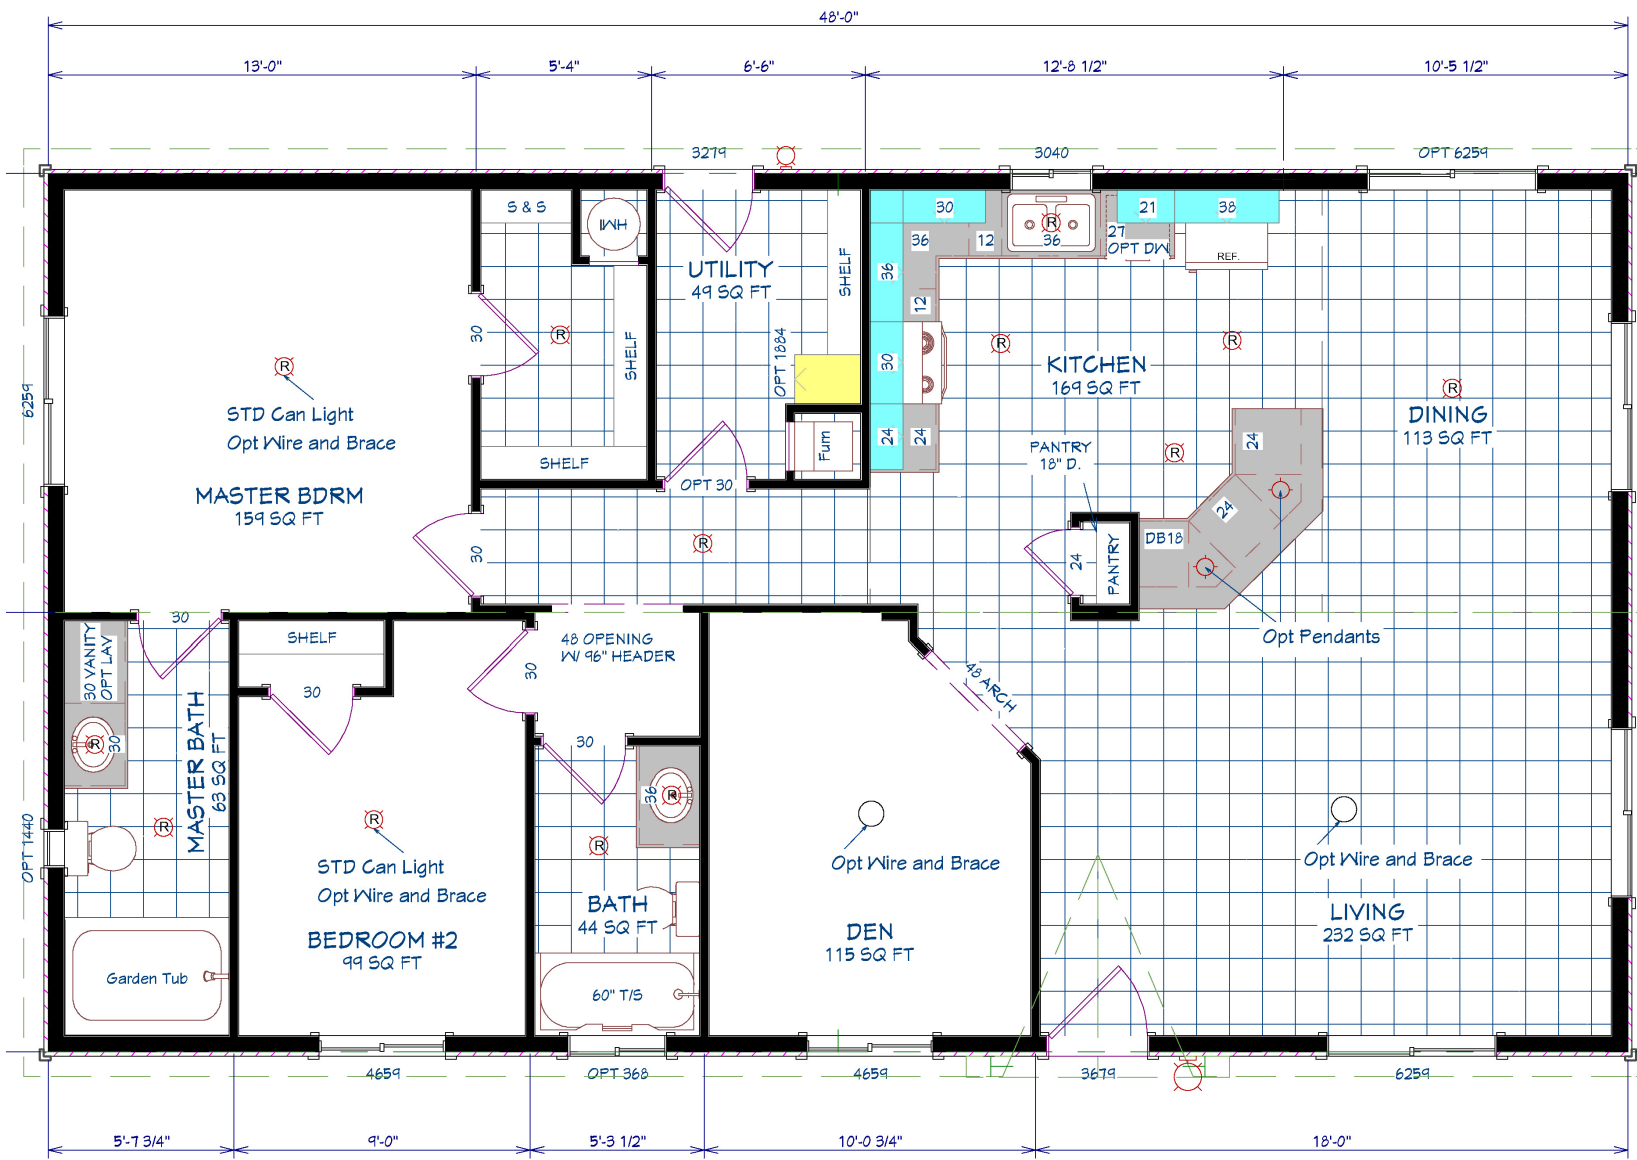 48'-0"
13'-0"
5'-4"
6'-6"
12'-8 1/2"
10'-5 1/2"
3279
3040
OPT 6259
S & S
HWH
30
21
38
36
12
36
27
OPT DW
REF.
UTILITY
49 SQ FT
SHELF
36
12
30
SHELF
OPT 1884
30
KITCHEN
169 SQ FT
R
R
R
R
R
R
6259
STD Can Light
Opt Wire and Brace
DINING
113 SQ FT
24
24
24
Furn
PANTRY
18" D.
R
SHELF
MASTER BDRM
159 SQ FT
OPT 30
24
DB18
30
R
24
PANTRY
Opt Pendants
30
30 VANITY
OPT LAV
SHELF
48 OPENING
W/ 96" HEADER
30
30
48 ARCH
MASTER BATH
63 SQ FT
R
30
30
36
R
R
R
R
OPT 1440
STD Can Light
Opt Wire and Brace
Opt Wire and Brace
Opt Wire and Brace
BATH
44 SQ FT
LIVING
232 SQ FT
BEDROOM #2
99 SQ FT
DEN
115 SQ FT
Garden Tub
60" T/S
4659
OPT 368
4659
3679
6259
5'-7 3/4"
9'-0"
5'-3 1/2"
10'-0 3/4"
18'-0"